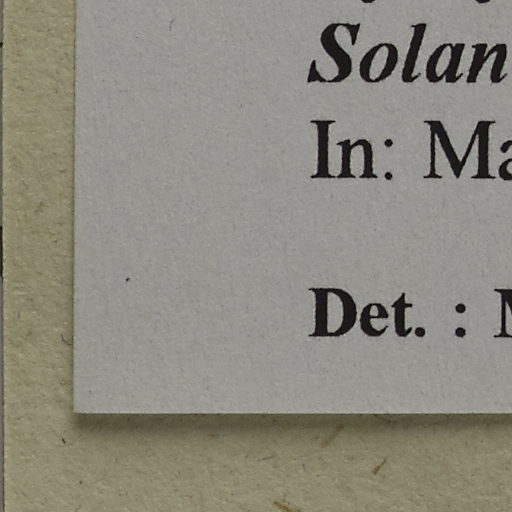 Solan
In: Ma
Det. :